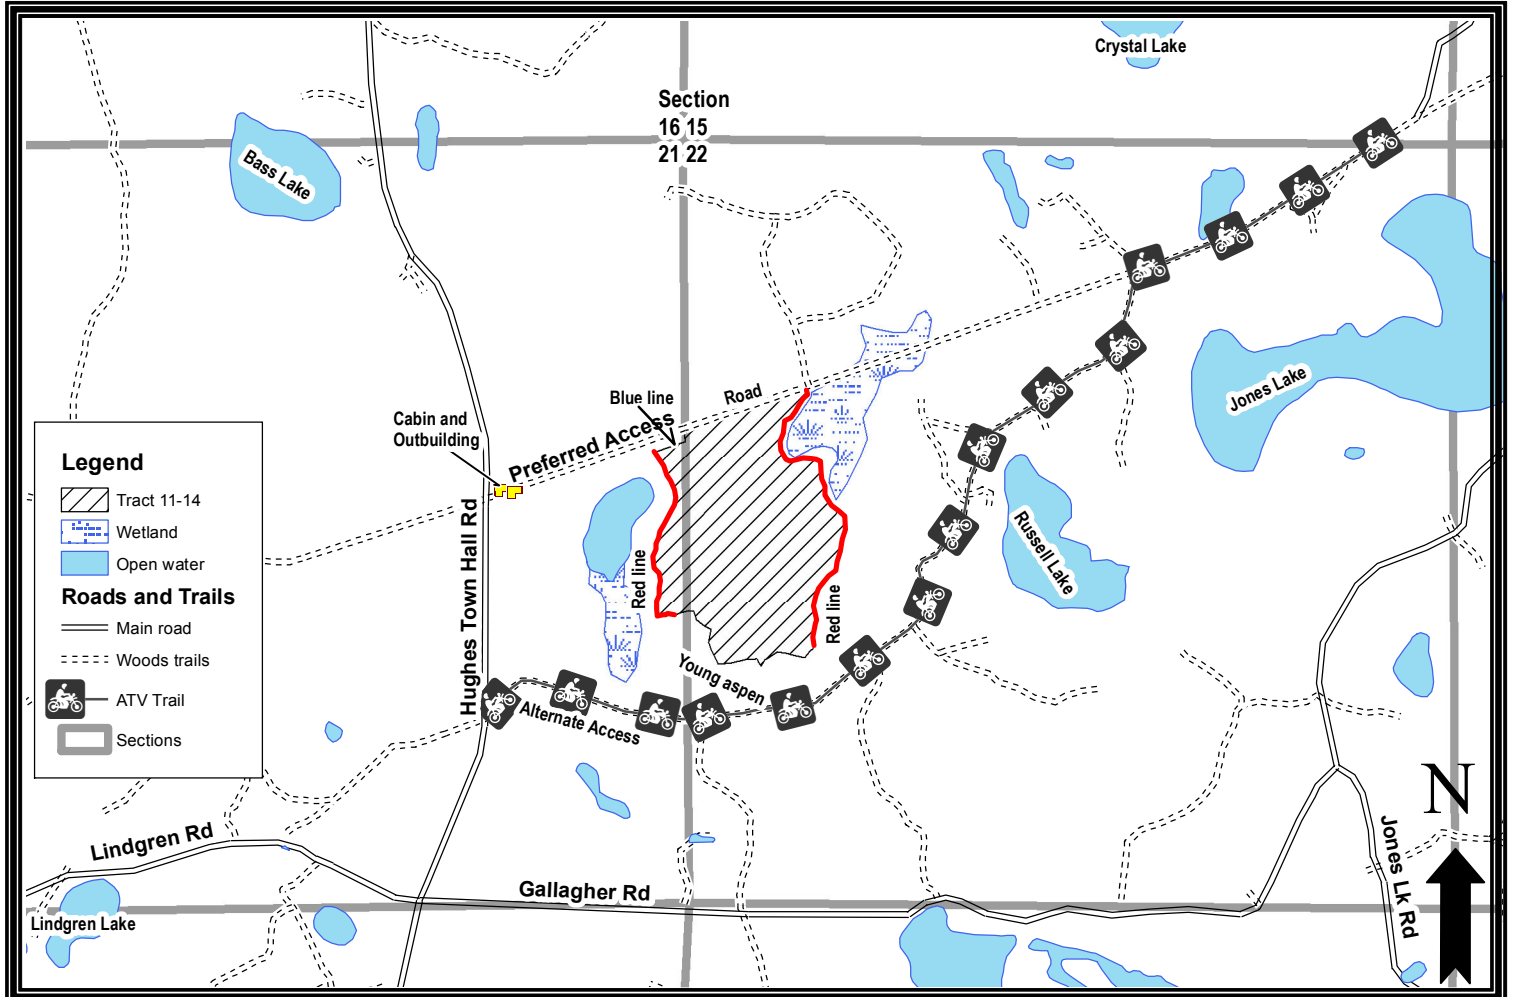 Crystal Lake
Section
16 15
21 22
Bass Lake
Jones Lake
Road
Blue line
Preferred Access
Cabin and
Outbuilding
Legend
Tract 11-14
Wetland
Open water
Roads and Trails
Main road
Woods trails
ATV Trail
Sections
Hughes Town Hall Rd
Red line
Red line
Russell Lake
Young aspen
Alternate Access
N
Lindgren Rd
Gallagher Rd
Jones Lk Rd
Lindgren Lake